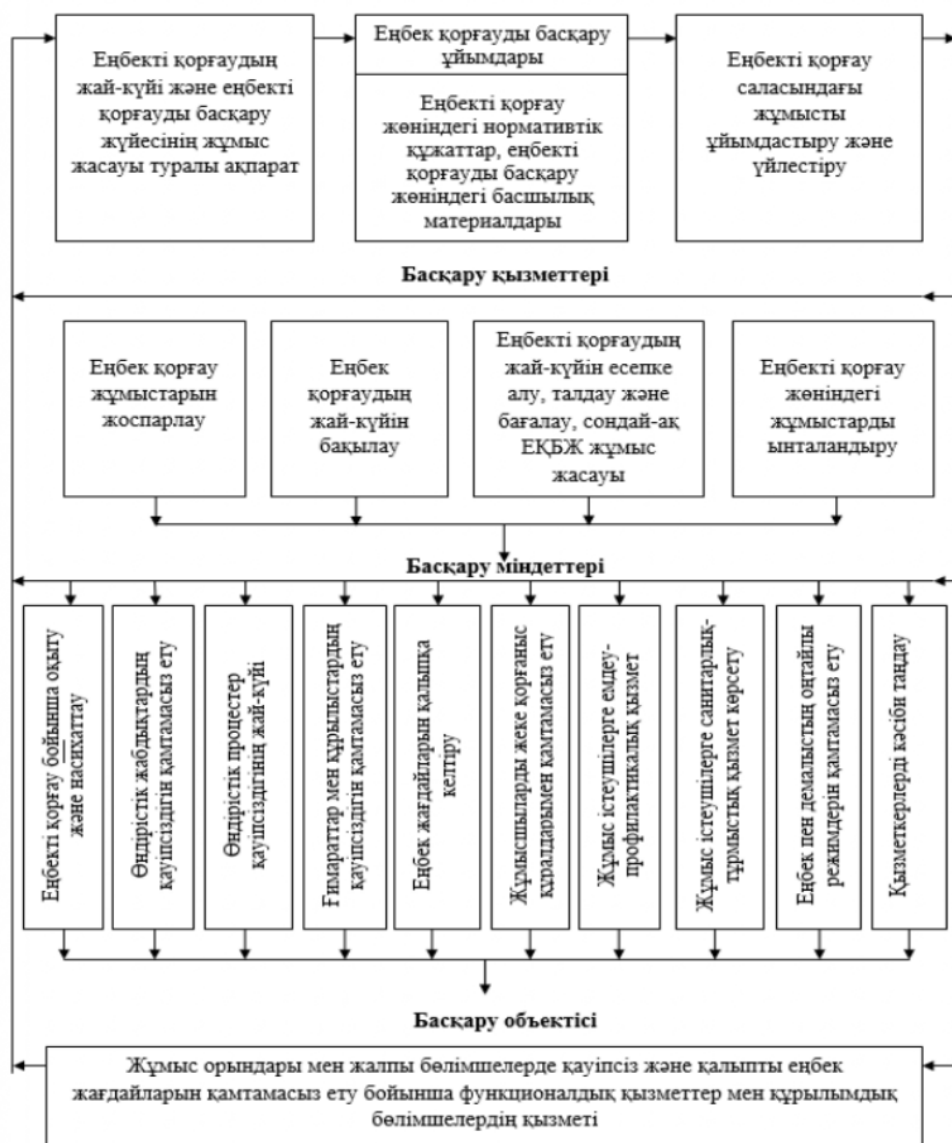 Еңбекті қорғаудың
жай-күйі және еңбекті
қорғауды басқару
жүйесінің жұмыс
жасауы туралы ақпарат
Еңбек қорғауды басқару
ұйымдары
Еңбекті қорғау
жөніндегі нормативтік
құжаттар, еңбекті
қорғауды басқару
жөніндегі басшылық
материалдары
Еңбекті қорғау
саласындағы
жұмысты
ұйымдастыру және
үйлестіру
Басқару қызметтері
Еңбек қорғау
жұмыстарын
жоспарлау
Еңбек
қорғаудың
жай-күйін
бақылау
Еңбекті қорғаудың
жай-күйін есепке
алу, талдау және
бағалау, сондай-ақ
ЕҚБЖ жұмыс
жасауы
Еңбекті қорғау
жөніндегі
жұмыстарды
ынталандыру
Басқару міндеттері
Еңбекті қорғау бойынша оқыту
және насихаттау
Өндірістік жабдықтардың
қауіпсіздігін қамтамасыз ету
Өндірістік процестер
қауіпсіздігінің жай-күйі
Ғимараттар мен құрылыстардың
қауіпсіздігін қамтамасыз ету
Еңбек жағдайларын қалыпқа
келтіру
Жұмысшыларды жеке қорғаныс
құралдарымен қамтамасыз ету
Жұмыс істеушілерге емдеу-
профилактикалық қызмет
Жұмыс істеушілерге санитарлық-
тұрмыстық қызмет көрсету
Еңбек пен демалыстың оңтайлы
режимдерін қамтамасыз ету
Қызметкерлерді кәсіби таңдау
Басқару объектісі
Жұмыс орындары мен жалпы бөлімшелерде қауіпсіз және қалыпты еңбек
жағдайларын қамтамасыз ету бойынша функционалдық қызметтер мен құрылымдық
бөлімшелердің қызметі